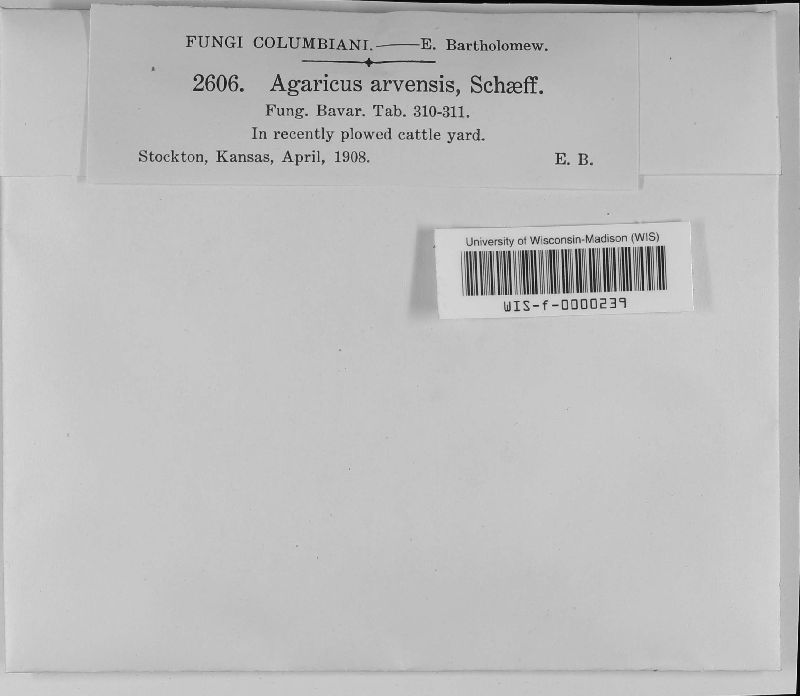 FUNGI COLUMBIANI.——E. Bartholomew.
2606. Agaricus arvensis, Schæff.
Fung. Bavar. Tab. 310-311.
In recently plowed cattle yard.
Stockton, Kansas, April, 1908. E. B.
University of Wisconsin-Madison (WIS)
WIS-f-0000239